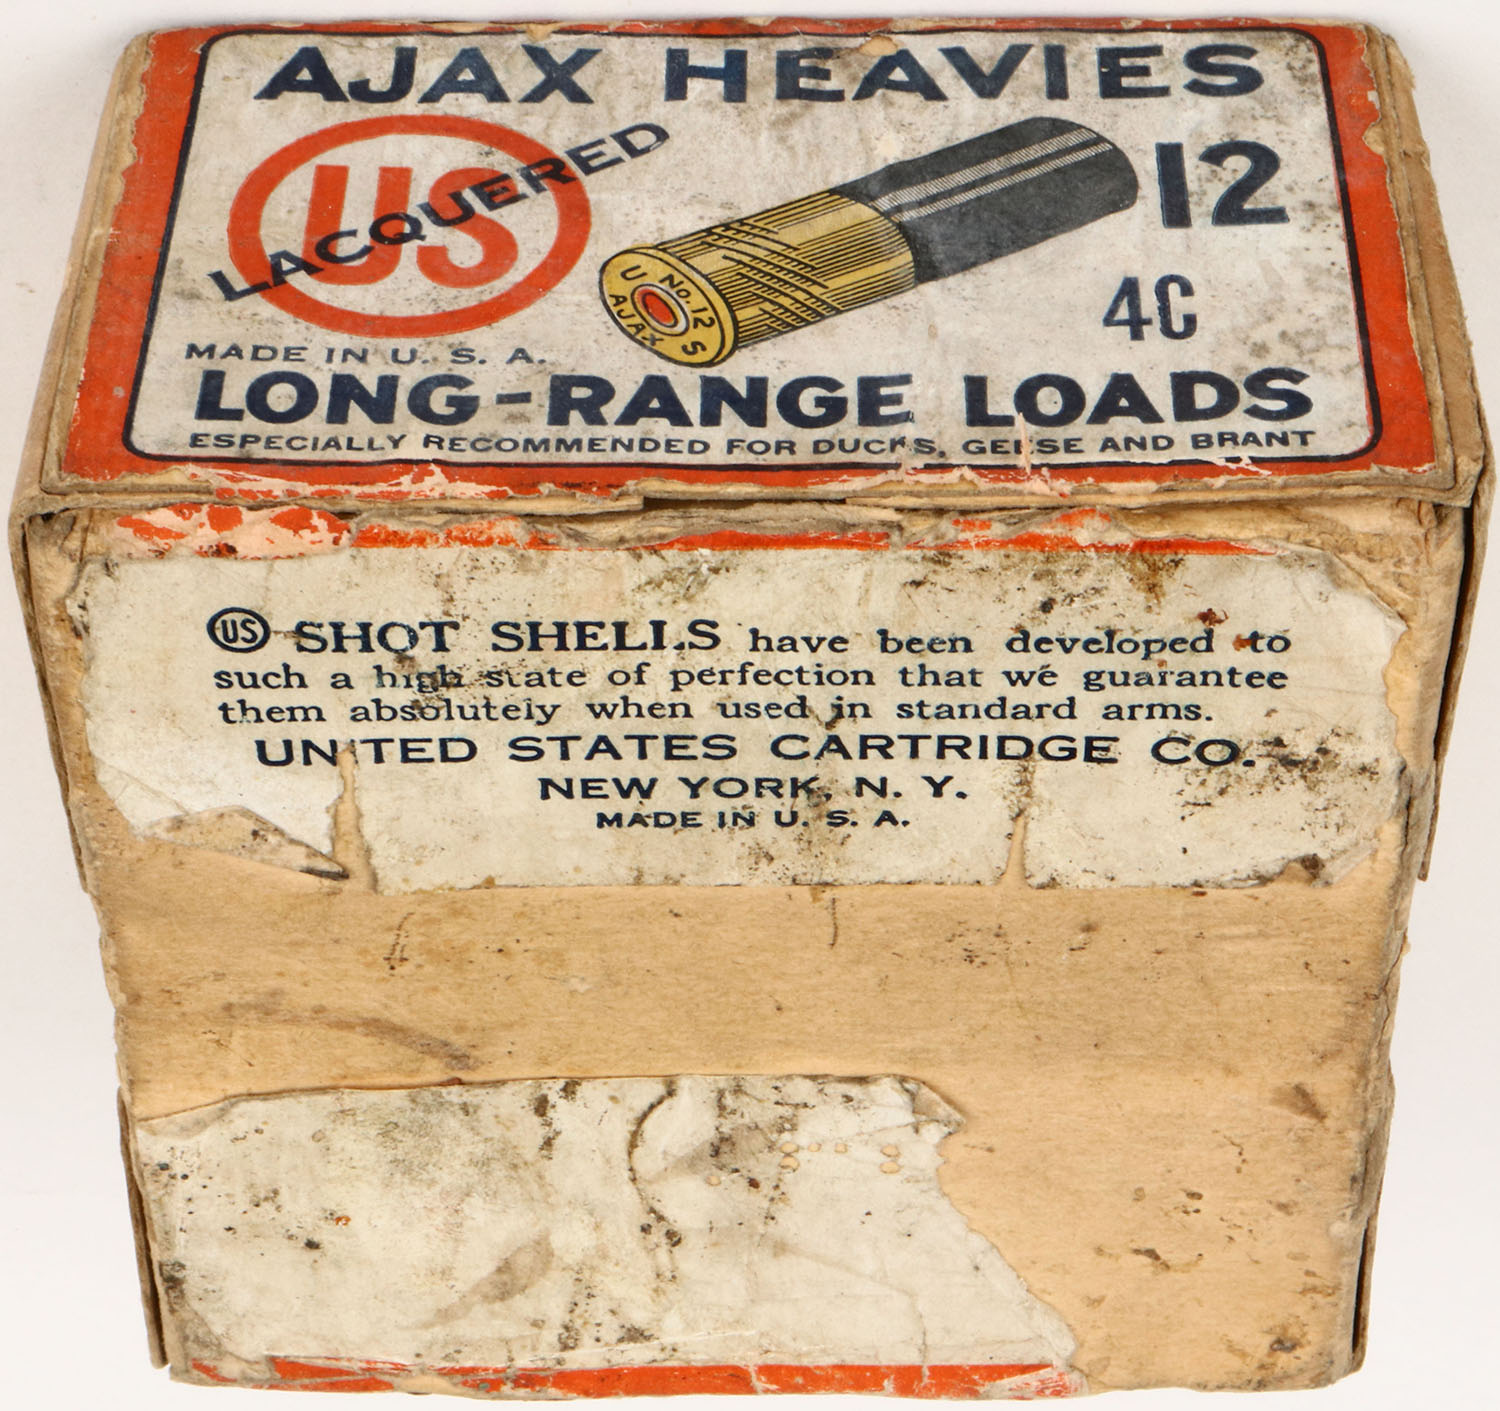 AJAX HEAVIES
US
LACQUERED
12
U No. 12 S
AJAX
4C
MADE IN U. S. A.
LONG-RANGE LOADS
ESPECIALLY RECOMMENDED FOR DUCKS, GEESE AND BRANT
US SHOT SHELLS have been developed to
such a high state of perfection that we guarantee
them absolutely when used in standard arms.
UNITED STATES CARTRIDGE CO.
NEW YORK, N. Y.
MADE IN U. S. A.